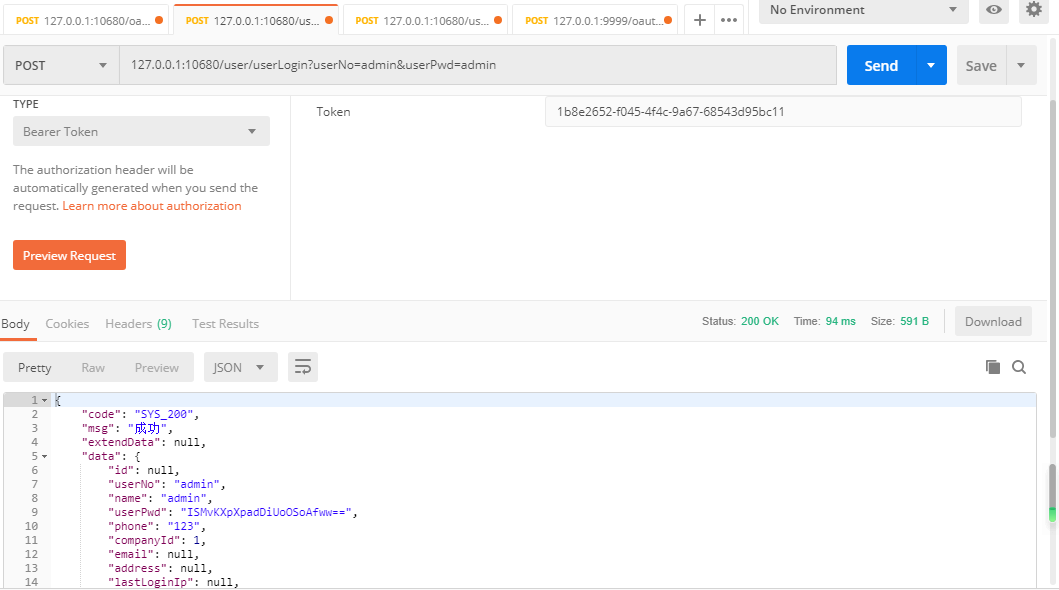 POST 127.0.0.1:10680/oa... POST 127.0.0.1:10680/us... POST 127.0.0.1:10680/us... POST 127.0.0.1:9999/oaut... No Environment
POST 127.0.0.1:10680/user/userLogin?userNo=admin&userPwd=admin Send Save
TYPE
Token 1b8e2652-f045-4f4c-9a67-68543d95bc11
Bearer Token
The authorization header will be
automatically generated when you send the
request. Learn more about authorization
Preview Request
Body Cookies Headers (9) Test Results Status: 200 OK Time: 94 ms Size: 591 B Download
Pretty Raw Preview JSON
1 {
2 "code": "SYS_200",
3 "msg": "成功",
4 "extendData": null,
5 "data": {
6 "id": null,
7 "userNo": "admin",
8 "name": "admin",
9 "userPwd": "ISMvKXpXpadDiUoOSoAfww==",
10 "phone": "123",
11 "companyId": 1,
12 "email": null,
13 "address": null,
14 "lastLoginIp": null,